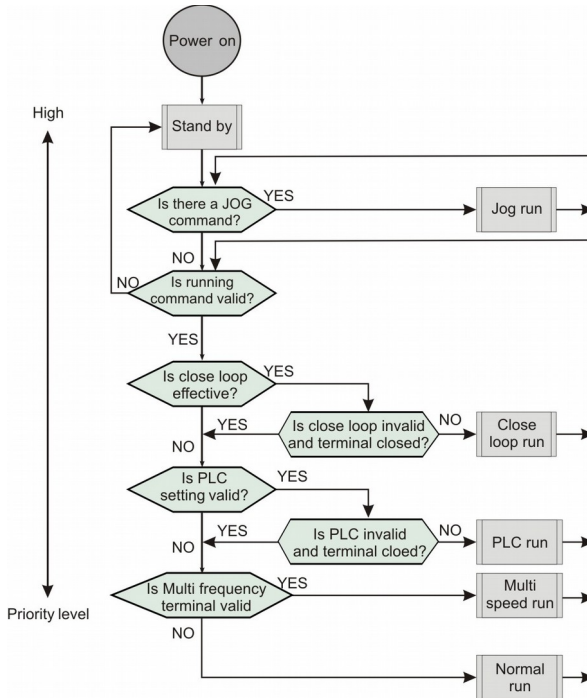 Power on
High
Stand by
Is there a JOG
command?
YES
Jog run
NO
NO
Is running
command valid?
YES
Is close loop
effective?
YES
YES
Is close loop invalid
and terminal closed?
NO
Close
loop run
NO
Is PLC
setting valid?
YES
YES
Is PLC invalid
and terminal cloed?
NO
PLC run
NO
Is Multi frequency
terminal valid
YES
Multi
speed run
Priority level
NO
Normal
run